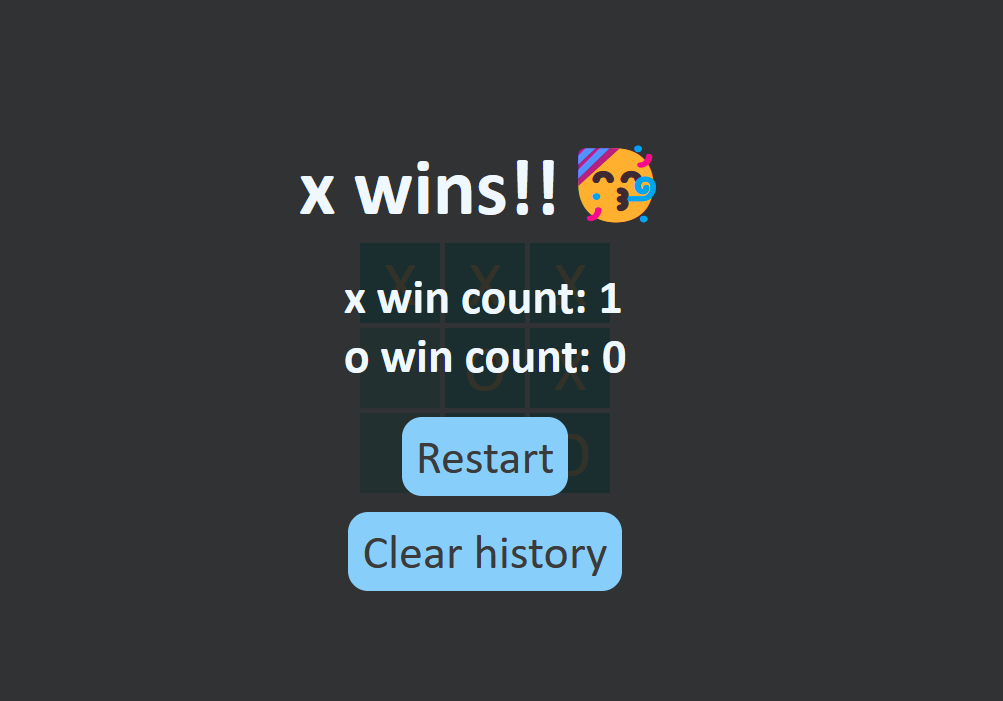 x wins!! 🥳
X X X
x win count: 1
o win count: 0
O X
O
Restart
Clear history